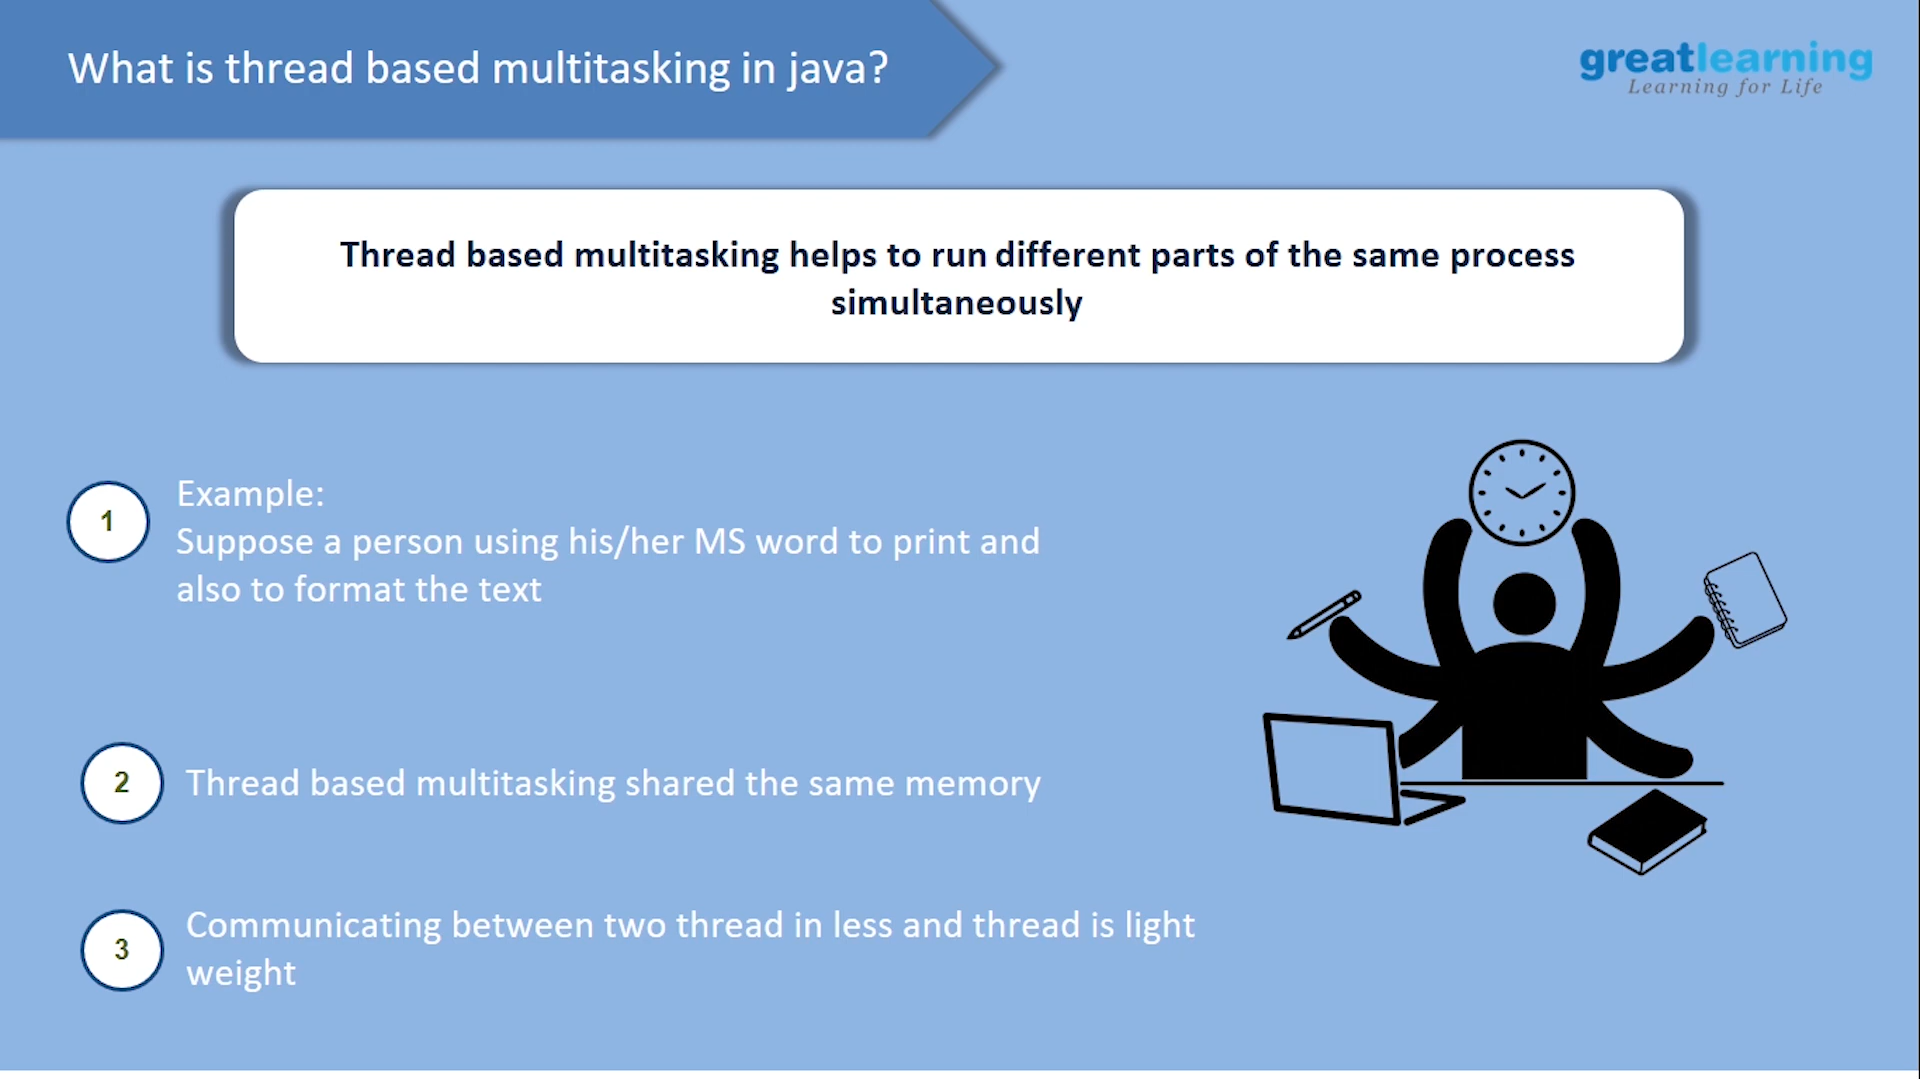 What is thread based multitasking in java?
greatlearning
Learning for Life
Thread based multitasking helps to run different parts of the same process
simultaneously
1
Example:
Suppose a person using his/her MS word to print and
also to format the text
2
Thread based multitasking shared the same memory
3
Communicating between two thread in less and thread is light
weight